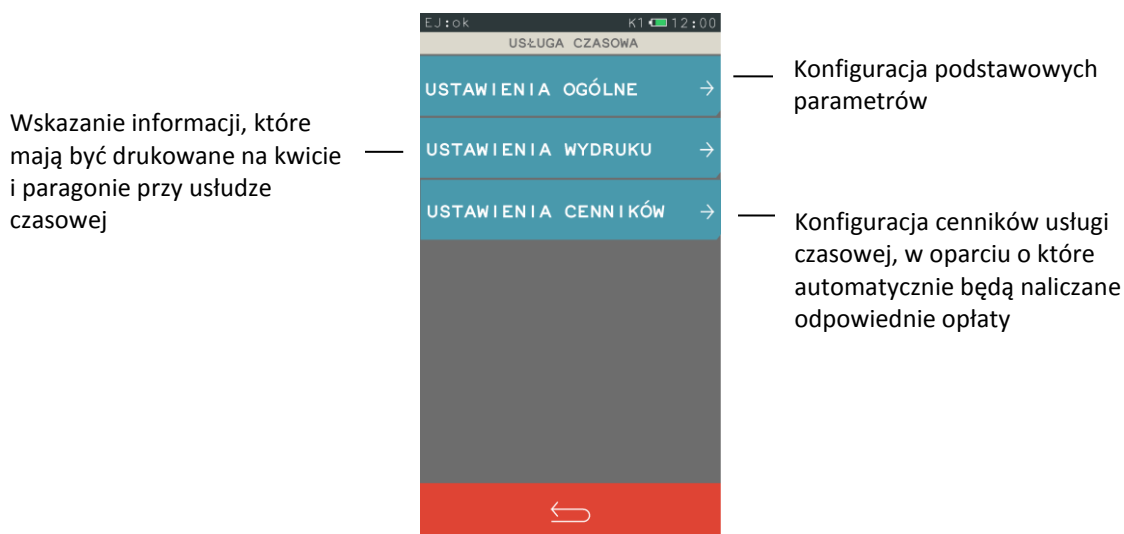 EJ:ok K1 12:00
USŁUGA CZASOWA
USTAWIENIA OGÓLNE
USTAWIENIA WYDRUKU
USTAWIENIA CENNIKÓW
Wskazanie informacji, które
mają być drukowane na kwicie
i paragonie przy usłudze
czasowej
Konfiguracja podstawowych
parametrów
Konfiguracja cenników usługi
czasowej, w oparciu o które
automatycznie będą naliczane
odpowiednie opłaty